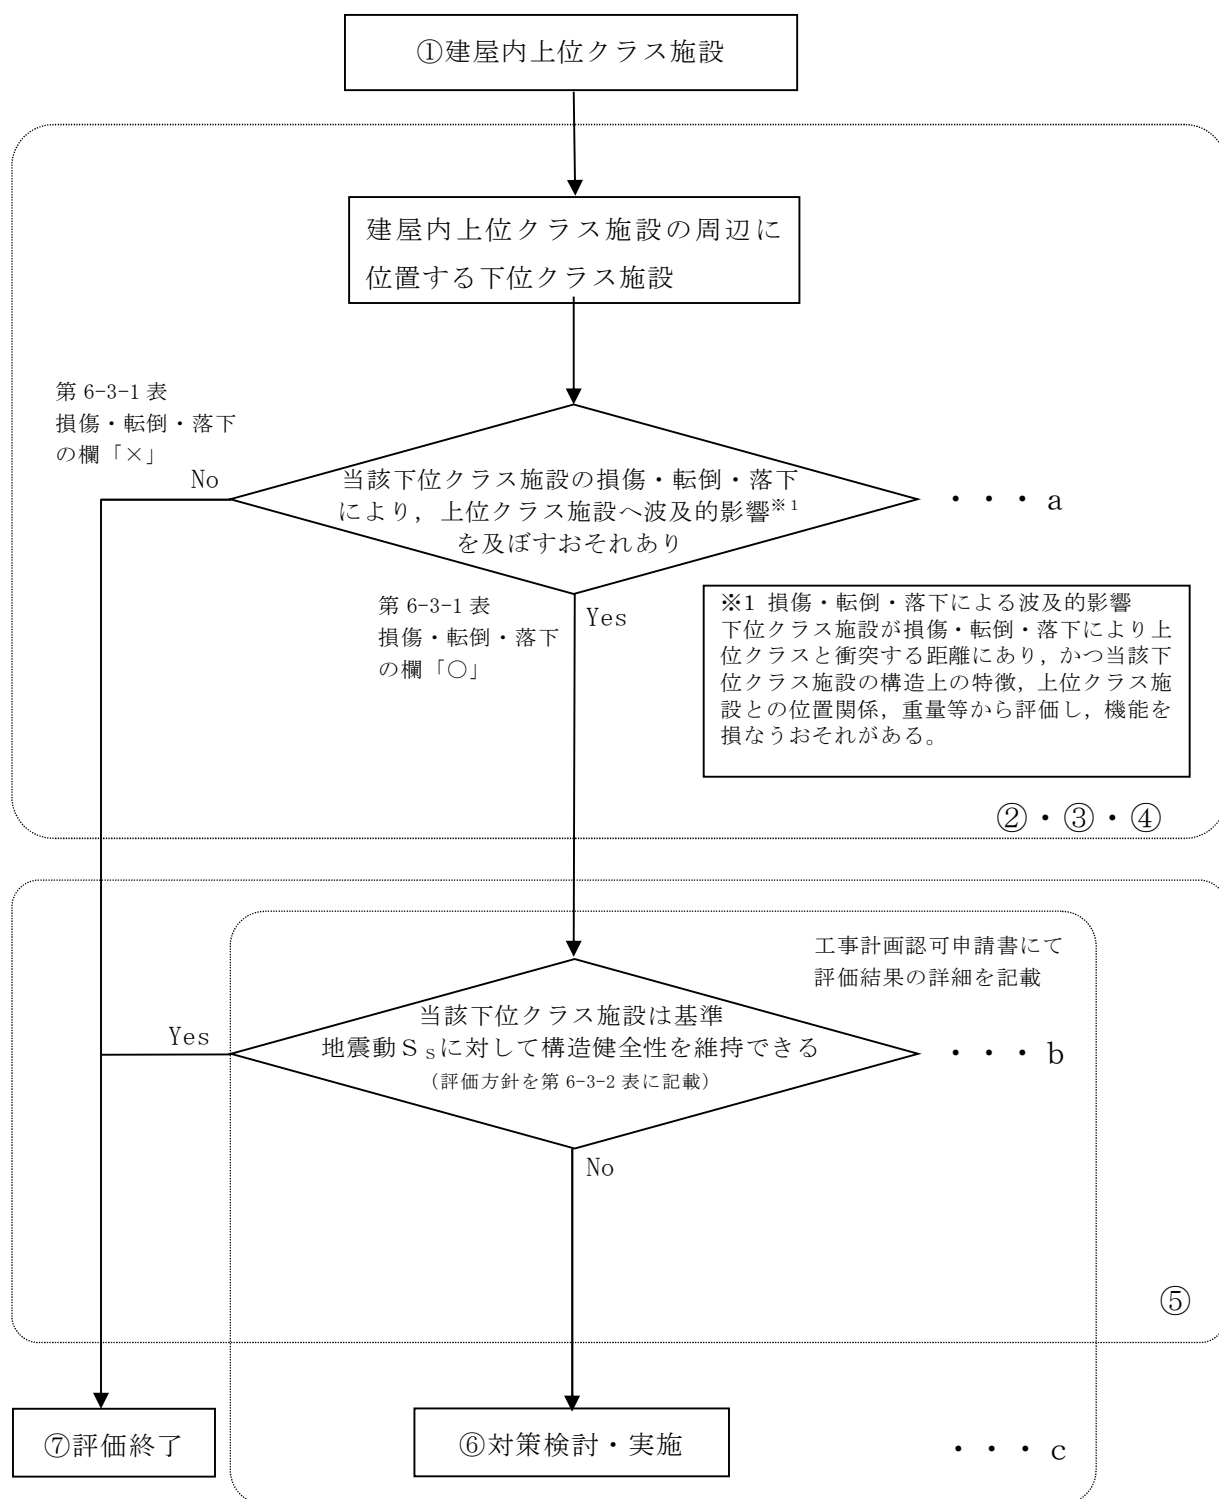 ①建屋内上位クラス施設
建屋内上位クラス施設の周辺に
位置する下位クラス施設
第 6-3-1 表
損傷・転倒・落下
の欄「×」
No
当該下位クラス施設の損傷・転倒・落下
により，上位クラス施設へ波及的影響※1
を及ぼすおそれあり
・・・a
第 6-3-1 表
損傷・転倒・落下
の欄「○」
Yes
※1 損傷・転倒・落下による波及的影響
下位クラス施設が損傷・転倒・落下により上
位クラスと衝突する距離にあり，かつ当該下
位クラス施設の構造上の特徴，上位クラス施
設との位置関係，重量等から評価し，機能を
損なうおそれがある。
②・③・④
工事計画認可申請書にて
評価結果の詳細を記載
Yes
当該下位クラス施設は基準
地震動Ｓsに対して構造健全性を維持できる
（評価方針を第 6-3-2 表に記載）
・・・b
No
⑤
⑦評価終了
⑥対策検討・実施
・・・c